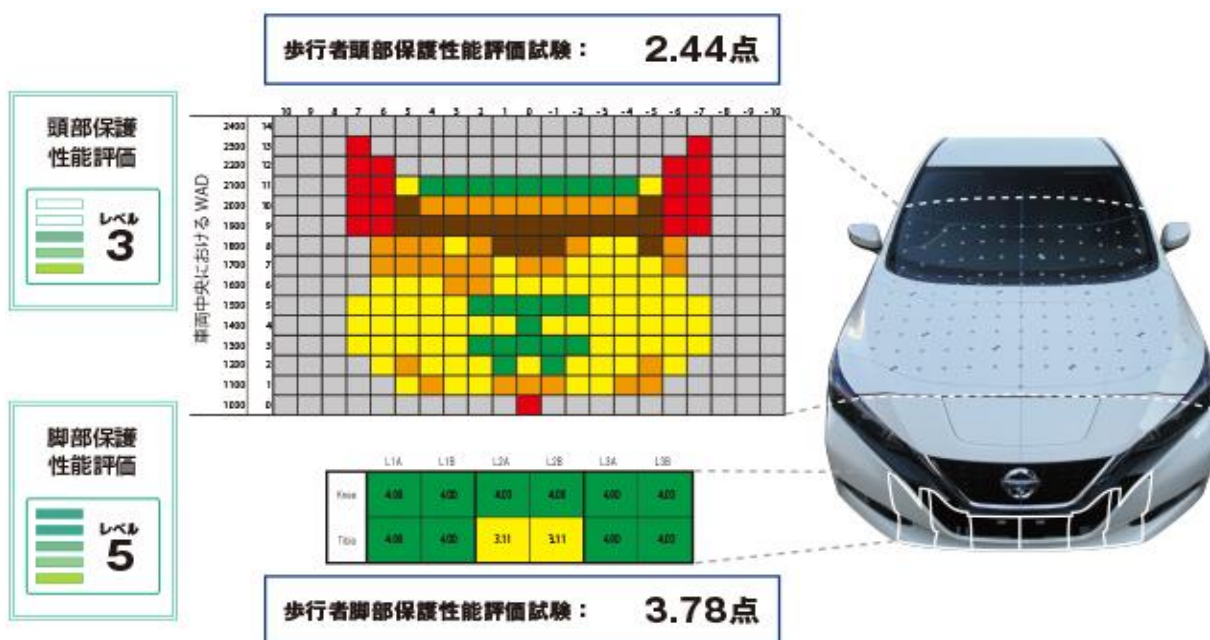 歩行者頭部保護性能評価試験： 2.44点
頭部保護
性能評価
レベル
3
10 9 8 7 6 5 4 3 2 1 0 -1 -2 -3 -4 -5 -6 -7 -8 -9 -10
車両中央におけるWAD
2400 14
2300 13
2200 12
2100 11
2000 10
1900 9
1800 8
1700 7
1600 6
1500 5
1400 4
1300 3
1200 2
1100 1
1000 0
脚部保護
性能評価
レベル
5
L1A L1B L2A L2B L3A L3B
Knee 4.00 4.00 4.00 4.00 4.00 4.00
Tibia 4.00 4.00 3.11 3.11 4.00 4.00
歩行者脚部保護性能評価試験： 3.78点